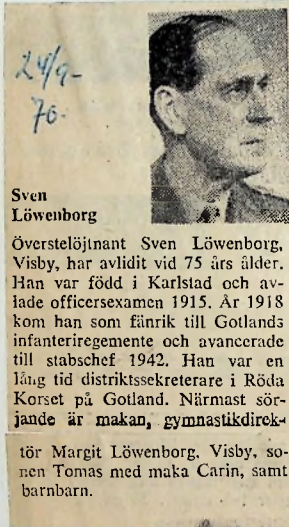 24/9-
70.
Sven
Löwenborg
Överstelöjtnant Sven Löwenborg,
Visby, har avlidit vid 75 års ålder.
Han var född i Karlstad och av-
lade officersexamen 1915. År 1918
kom han som fänrik till Gotlands
infanteriregemente och avancerade
till stabschef 1942. Han var en
lång tid distriktssekreterare i Röda
Korset på Gotland. Närmast sör-
jande är makan, gymnastikdirek-
tör Margit Löwenborg, Visby, so-
nen Tomas med maka Carin, samt
barnbarn.